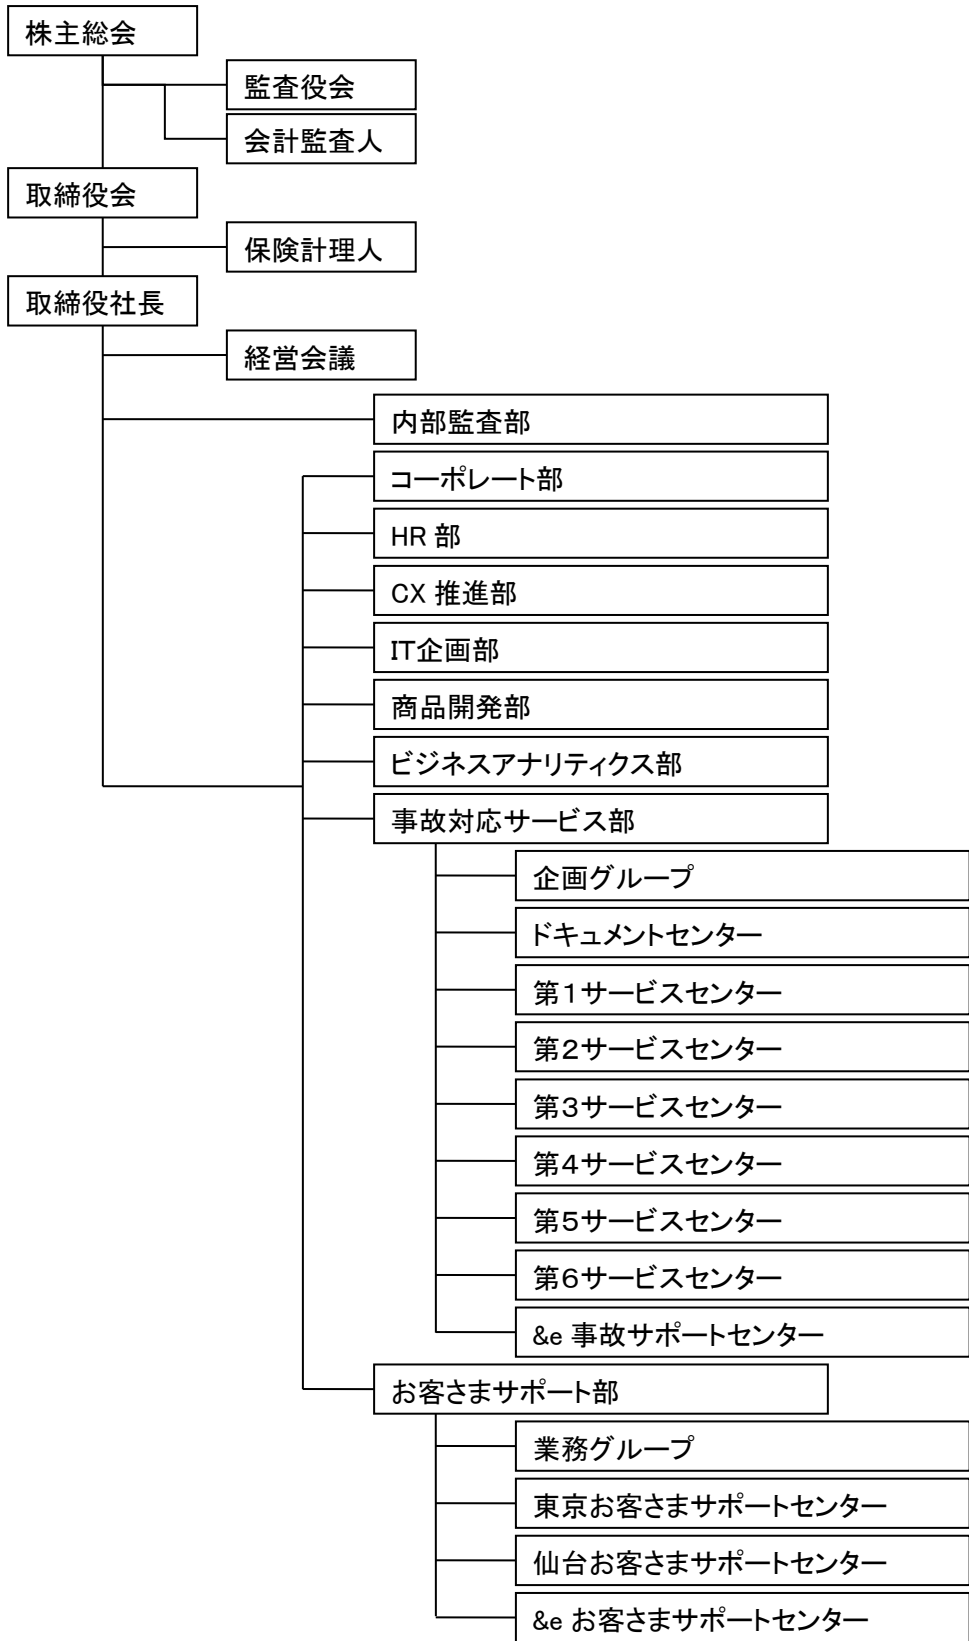 株主総会
監査役会
会計監査人
取締役会
保険計理人
取締役社長
経営会議
内部監査部
コーポレート部
HR 部
CX 推進部
IT企画部
商品開発部
ビジネスアナリティクス部
事故対応サービス部
企画グループ
ドキュメントセンター
第1サービスセンター
第2サービスセンター
第3サービスセンター
第4サービスセンター
第5サービスセンター
第6サービスセンター
&e 事故サポートセンター
お客さまサポート部
業務グループ
東京お客さまサポートセンター
仙台お客さまサポートセンター
&e お客さまサポートセンター